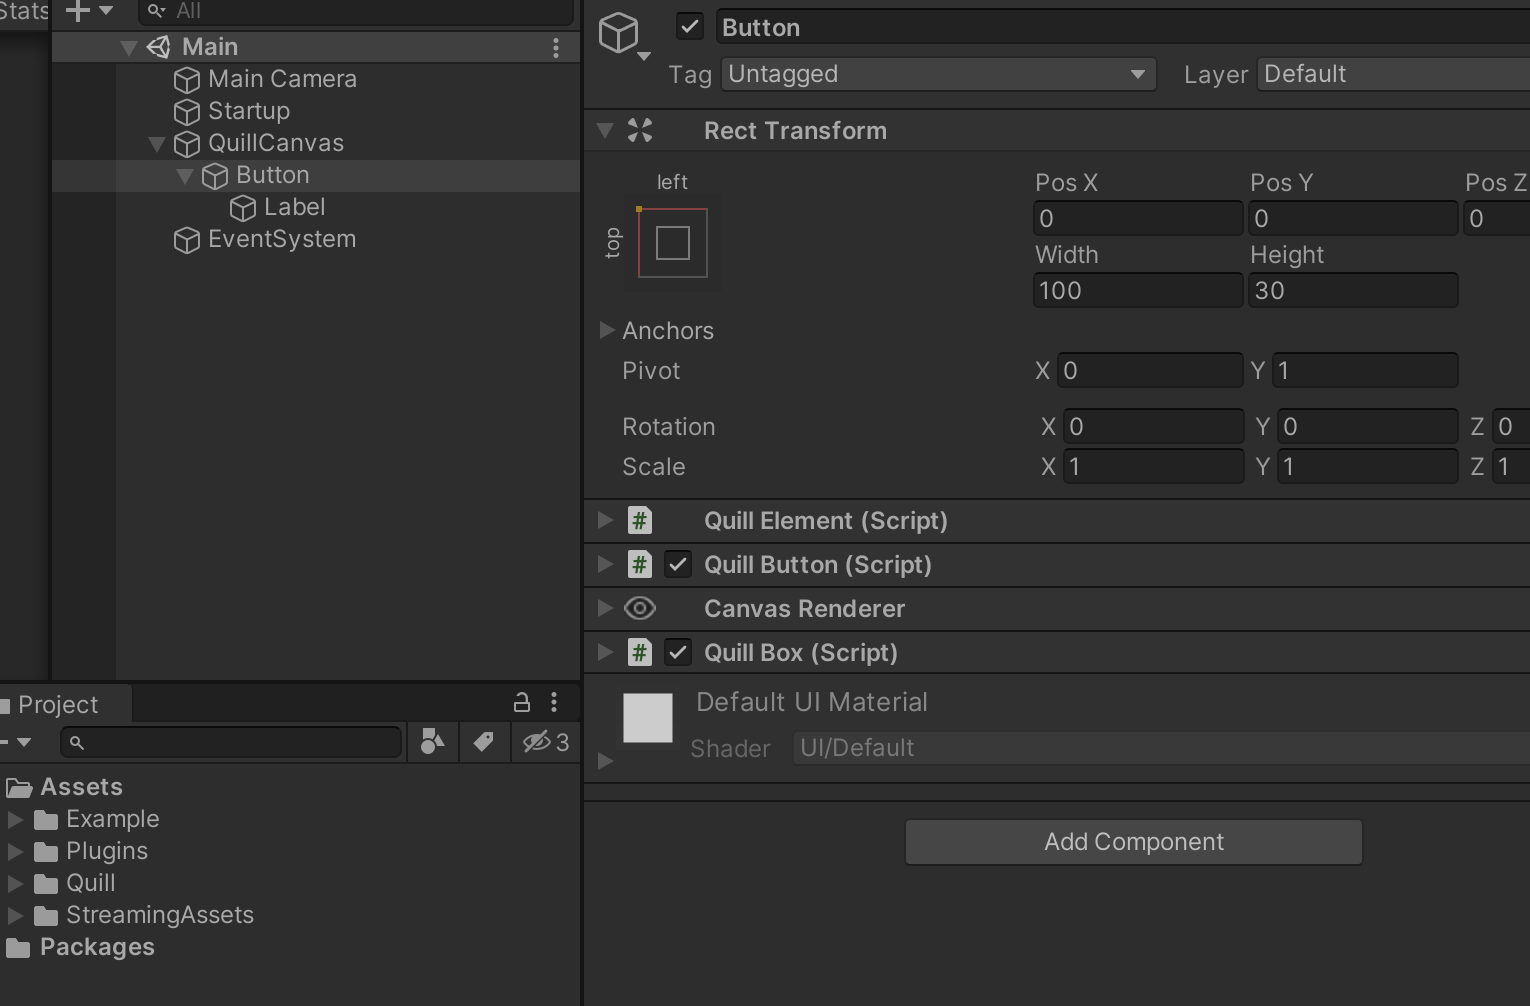 Stats
All
Main
Main Camera
Startup
QuillCanvas
Button
Label
EventSystem
Project
3
Assets
Example
Plugins
Quill
StreamingAssets
Packages
Button
Tag Untagged Layer Default
Rect Transform
left
top
Pos X Pos Y Pos Z
0 0 0
Width Height
100 30
Anchors
Pivot X 0 Y 1
Rotation X 0 Y 0 Z 0
Scale X 1 Y 1 Z 1
# Quill Element (Script)
# Quill Button (Script)
Canvas Renderer
# Quill Box (Script)
Default UI Material
Shader UI/Default
Add Component